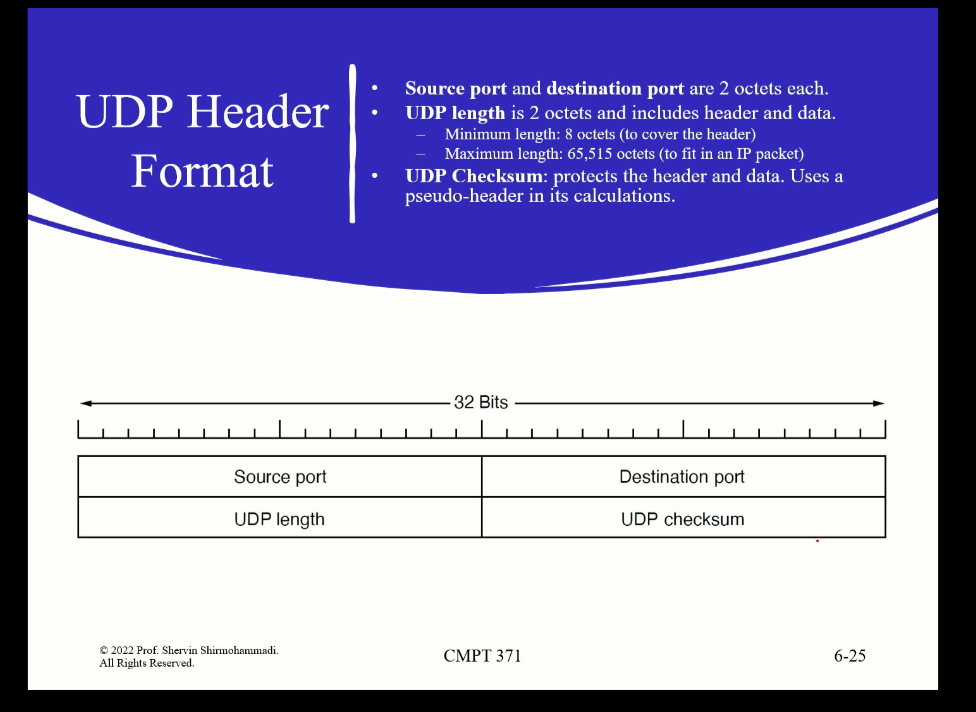 UDP Header
Format
• Source port and destination port are 2 octets each.
• UDP length is 2 octets and includes header and data.
– Minimum length: 8 octets (to cover the header)
– Maximum length: 65,515 octets (to fit in an IP packet)
• UDP Checksum: protects the header and data. Uses a
pseudo-header in its calculations.
32 Bits
Source port Destination port
UDP length UDP checksum
© 2022 Prof. Shervin Shirmohammadi.
All Rights Reserved.
CMPT 371
6-25